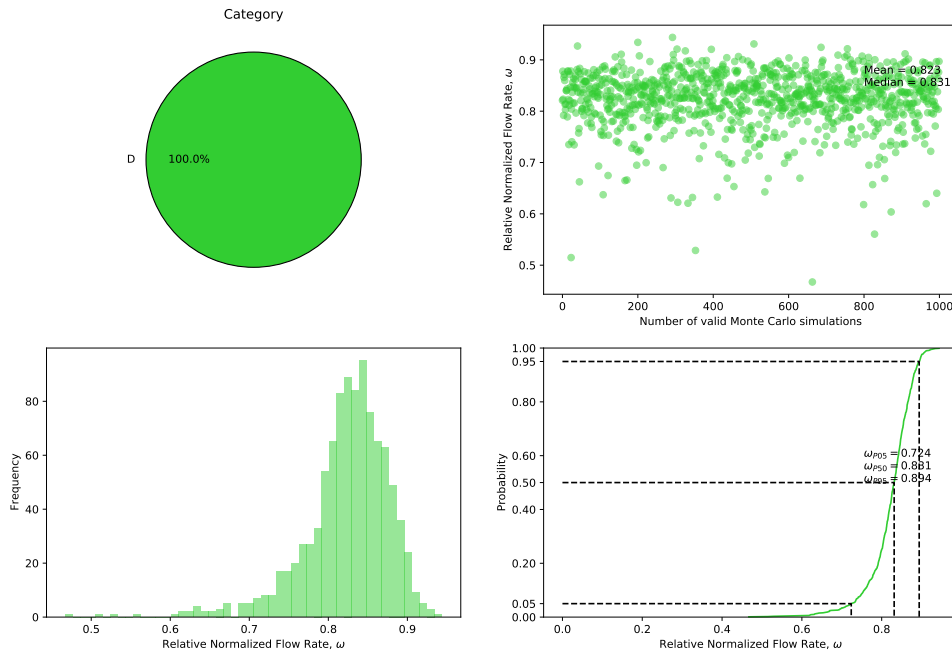 Category
D
100.0%
Relative Normalized Flow Rate, ω
0.9
0.8
0.7
0.6
0.5
Mean = 0.823
Median = 0.831
0
200
400
600
800
1000
Number of valid Monte Carlo simulations
Frequency
80
60
40
20
0
0.5
0.6
0.7
0.8
0.9
Relative Normalized Flow Rate, ω
Probability
1.00
0.95
0.80
0.60
0.50
0.40
0.20
0.05
0.00
ωP05 = 0.724
ωP50 = 0.831
ωP95 = 0.894
0.0
0.2
0.4
0.6
0.8
Relative Normalized Flow Rate, ω